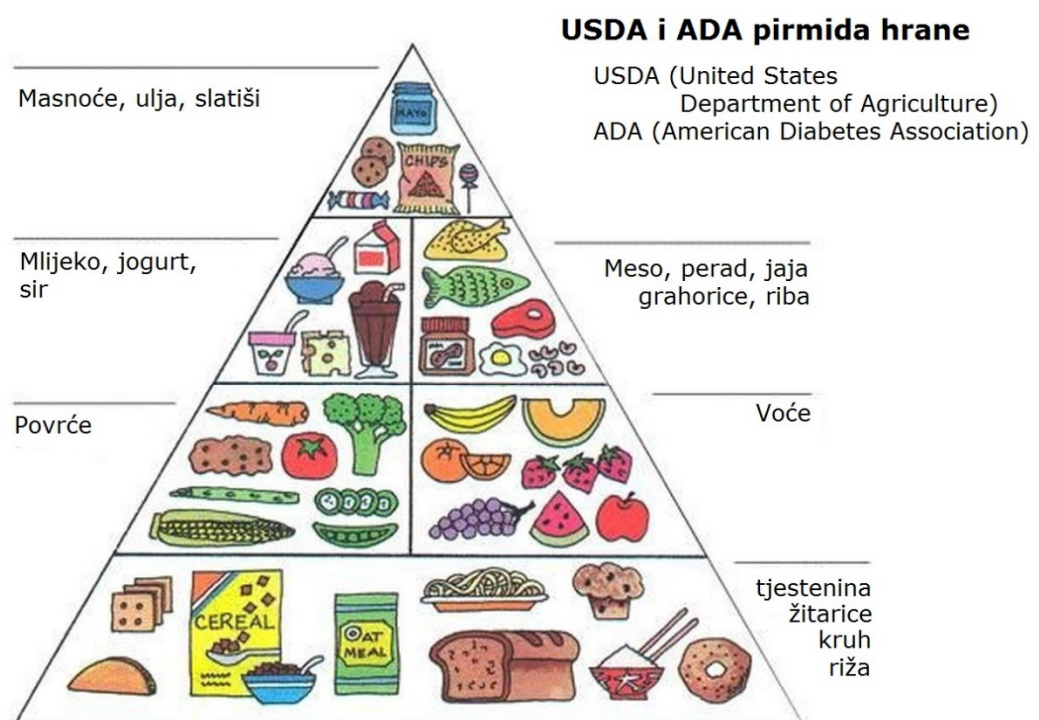 USDA i ADA pirmida hrane
USDA (United States
Department of Agriculture)
ADA (American Diabetes Association)
Masnoće, ulja, slatiši
MAYO
CHIPS
Mlijeko, jogurt,
sir
Meso, perad, jaja
grahorice, riba
Povrće
Voće
tjestenina
žitarice
kruh
riža
CEREAL
OAT
MEAL